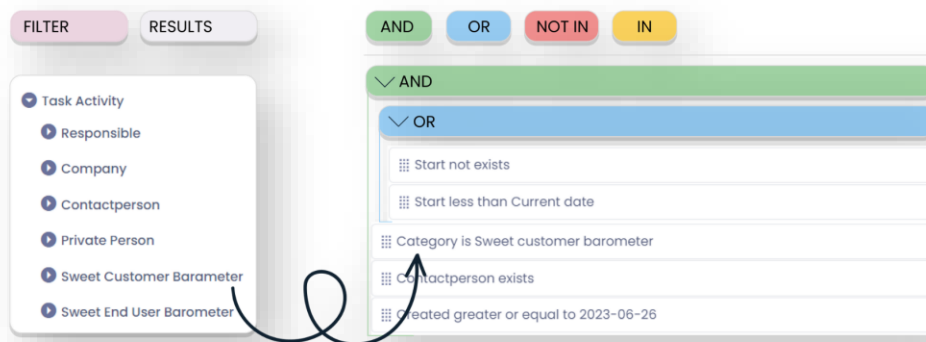 FILTER
RESULTS
AND
OR
NOT IN
IN
Task Activity
Responsible
Company
Contactperson
Private Person
Sweet Customer Barameter
Sweet End User Barometer
AND
OR
Start not exists
Start less than Current date
Category is Sweet customer barometer
Contactperson exists
Created greater or equal to 2023-06-26